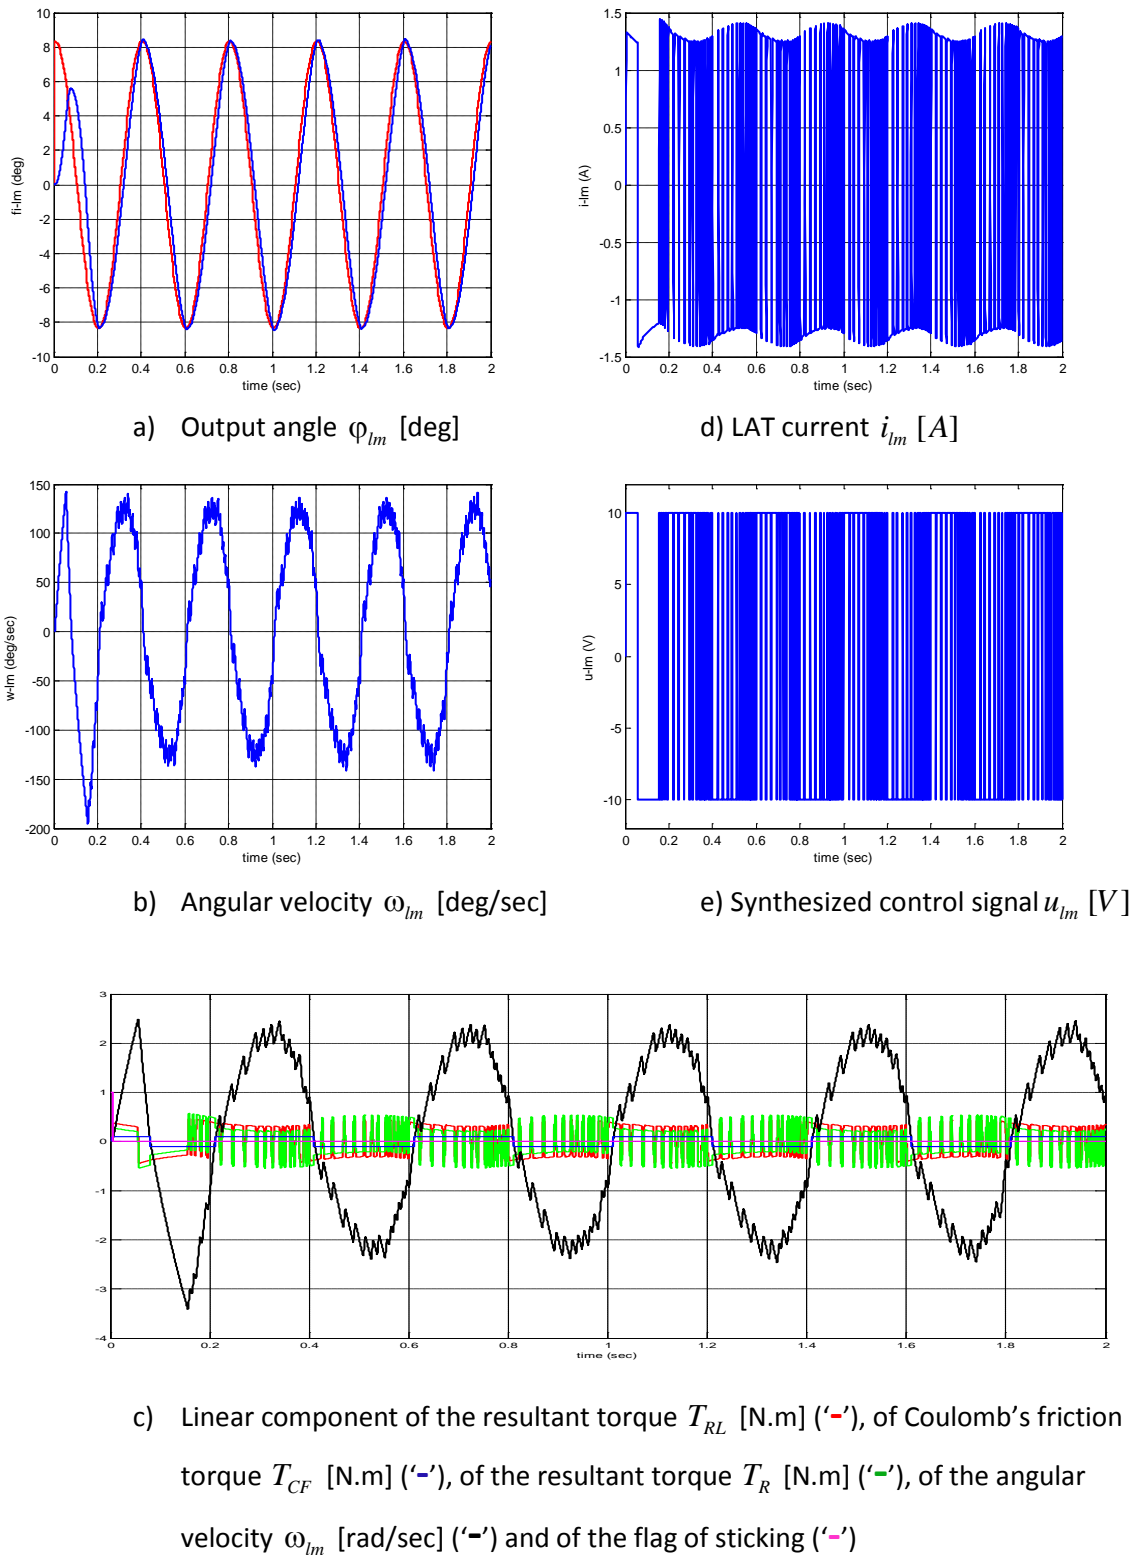 10
8
6
4
2
0
-2
-4
-6
-8
-10
fi-lm (deg)
0 0.2 0.4 0.6 0.8 1 1.2 1.4 1.6 1.8 2
time (sec)
a) Output angle φlm [deg]
1.5
1
0.5
0
-0.5
-1
-1.5
i-lm (A)
0 0.2 0.4 0.6 0.8 1 1.2 1.4 1.6 1.8 2
time (sec)
d) LAT current ilm [A]
150
100
50
0
-50
-100
-150
-200
w-lm (deg/sec)
0 0.2 0.4 0.6 0.8 1 1.2 1.4 1.6 1.8 2
time (sec)
b) Angular velocity ωlm [deg/sec]
10
5
0
-5
-10
u-lm (V)
0 0.2 0.4 0.6 0.8 1 1.2 1.4 1.6 1.8 2
time (sec)
e) Synthesized control signal ulm [V]
3
2
1
0
-1
-2
-3
-4
0 0.2 0.4 0.6 0.8 1 1.2 1.4 1.6 1.8 2
time (sec)
c) Linear component of the resultant torque TRL [N.m] (‘-’), of Coulomb’s friction
torque TCF [N.m] (‘-’), of the resultant torque TR [N.m] (‘-’), of the angular
velocity ωlm [rad/sec] (‘-’) and of the flag of sticking (‘-’)